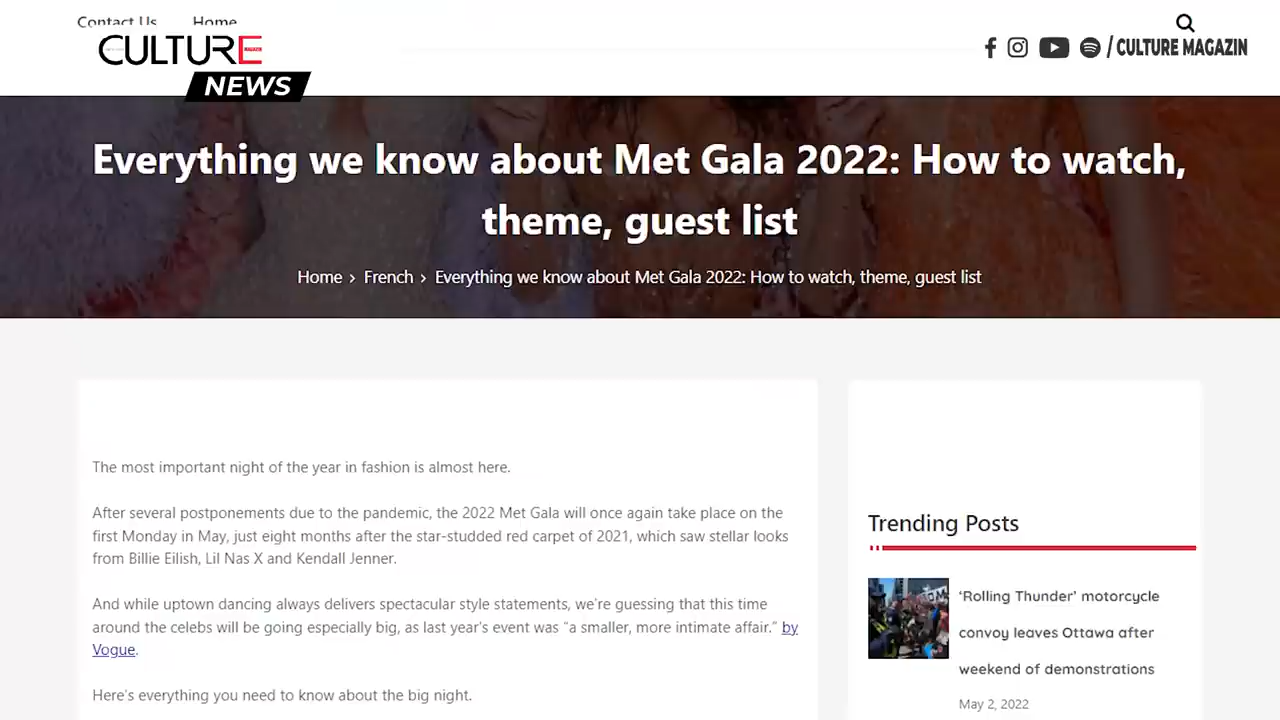 Contact Us Home
CULTURE
NEWS
/ CULTURE MAGAZIN
Everything we know about Met Gala 2022: How to watch,
theme, guest list
Home › French › Everything we know about Met Gala 2022: How to watch, theme, guest list
The most important night of the year in fashion is almost here.
After several postponements due to the pandemic, the 2022 Met Gala will once again take place on the
first Monday in May, just eight months after the star-studded red carpet of 2021, which saw stellar looks
from Billie Eilish, Lil Nas X and Kendall Jenner.
And while uptown dancing always delivers spectacular style statements, we’re guessing that this time
around the celebs will be going especially big, as last year’s event was “a smaller, more intimate affair.” by
Vogue.
Here’s everything you need to know about the big night.
Trending Posts
‘Rolling Thunder’ motorcycle
convoy leaves Ottawa after
weekend of demonstrations
May 2, 2022